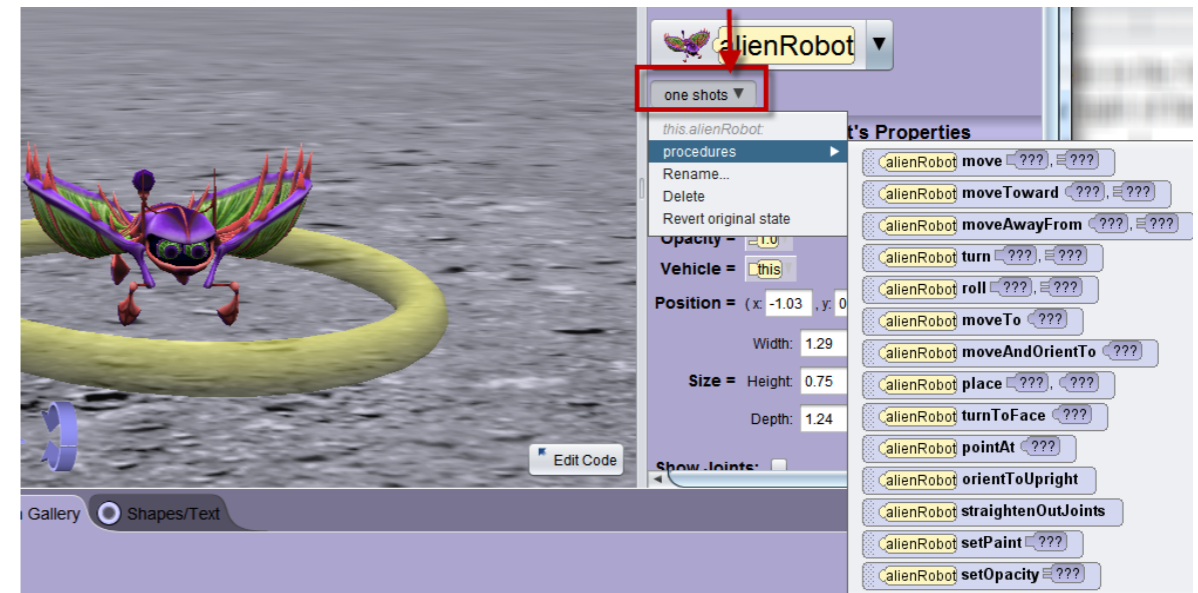 alienRobot
one shots
this.alienRobot:
procedures
Rename...
Delete
Revert original state
t's Properties
Opacity = 1.0
Vehicle = this
Position = ( x: -1.03 , y: 0
Width: 1.29
Size = Height: 0.75
Depth: 1.24
Show Joints:
Edit Code
Gallery
Shapes/Text
alienRobot move ???, ???
alienRobot moveToward ???, ???
alienRobot moveAwayFrom ???, ???
alienRobot turn ???, ???
alienRobot roll ???, ???
alienRobot moveTo ???
alienRobot moveAndOrientTo ???
alienRobot place ???, ???
alienRobot turnToFace ???
alienRobot pointAt ???
alienRobot orientToUpright
alienRobot straightenOutJoints
alienRobot setPaint ???
alienRobot setOpacity ???